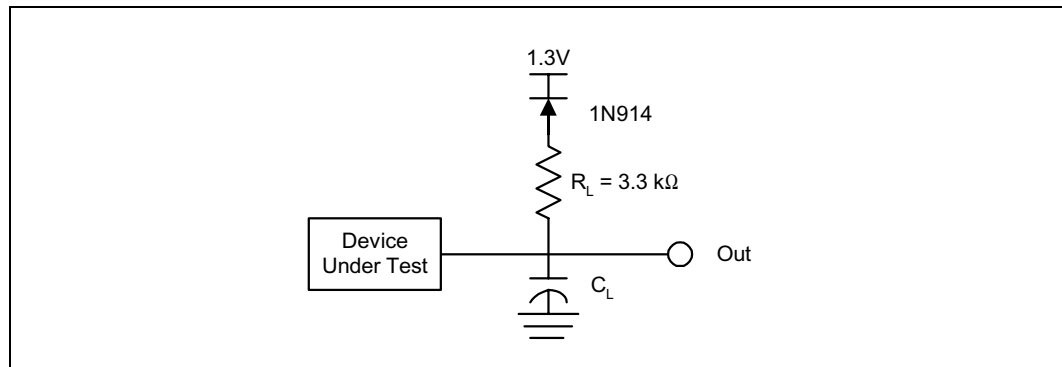 1.3V
1N914
R_L = 3.3 kΩ
Device
Under Test
Out
C_L